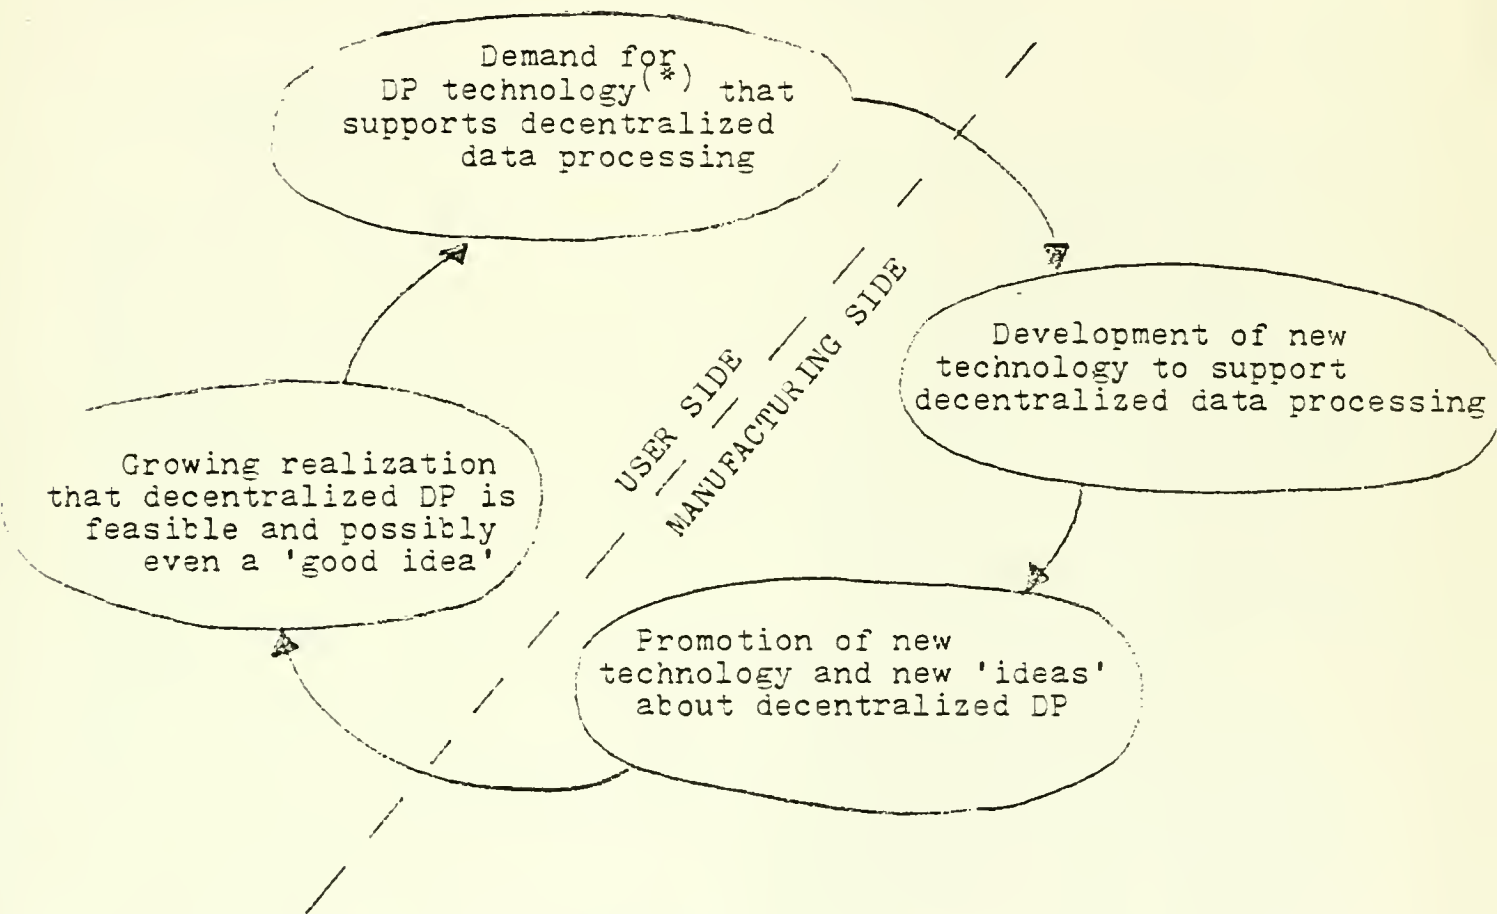 Demand for
DP technology(*) that
supports decentralized
data processing
Development of new
technology to support
decentralized data processing
USER SIDE
MANUFACTURING SIDE
Growing realization
that decentralized DP is
feasible and possibly
even a 'good idea'
Promotion of new
technology and new 'ideas'
about decentralized DP